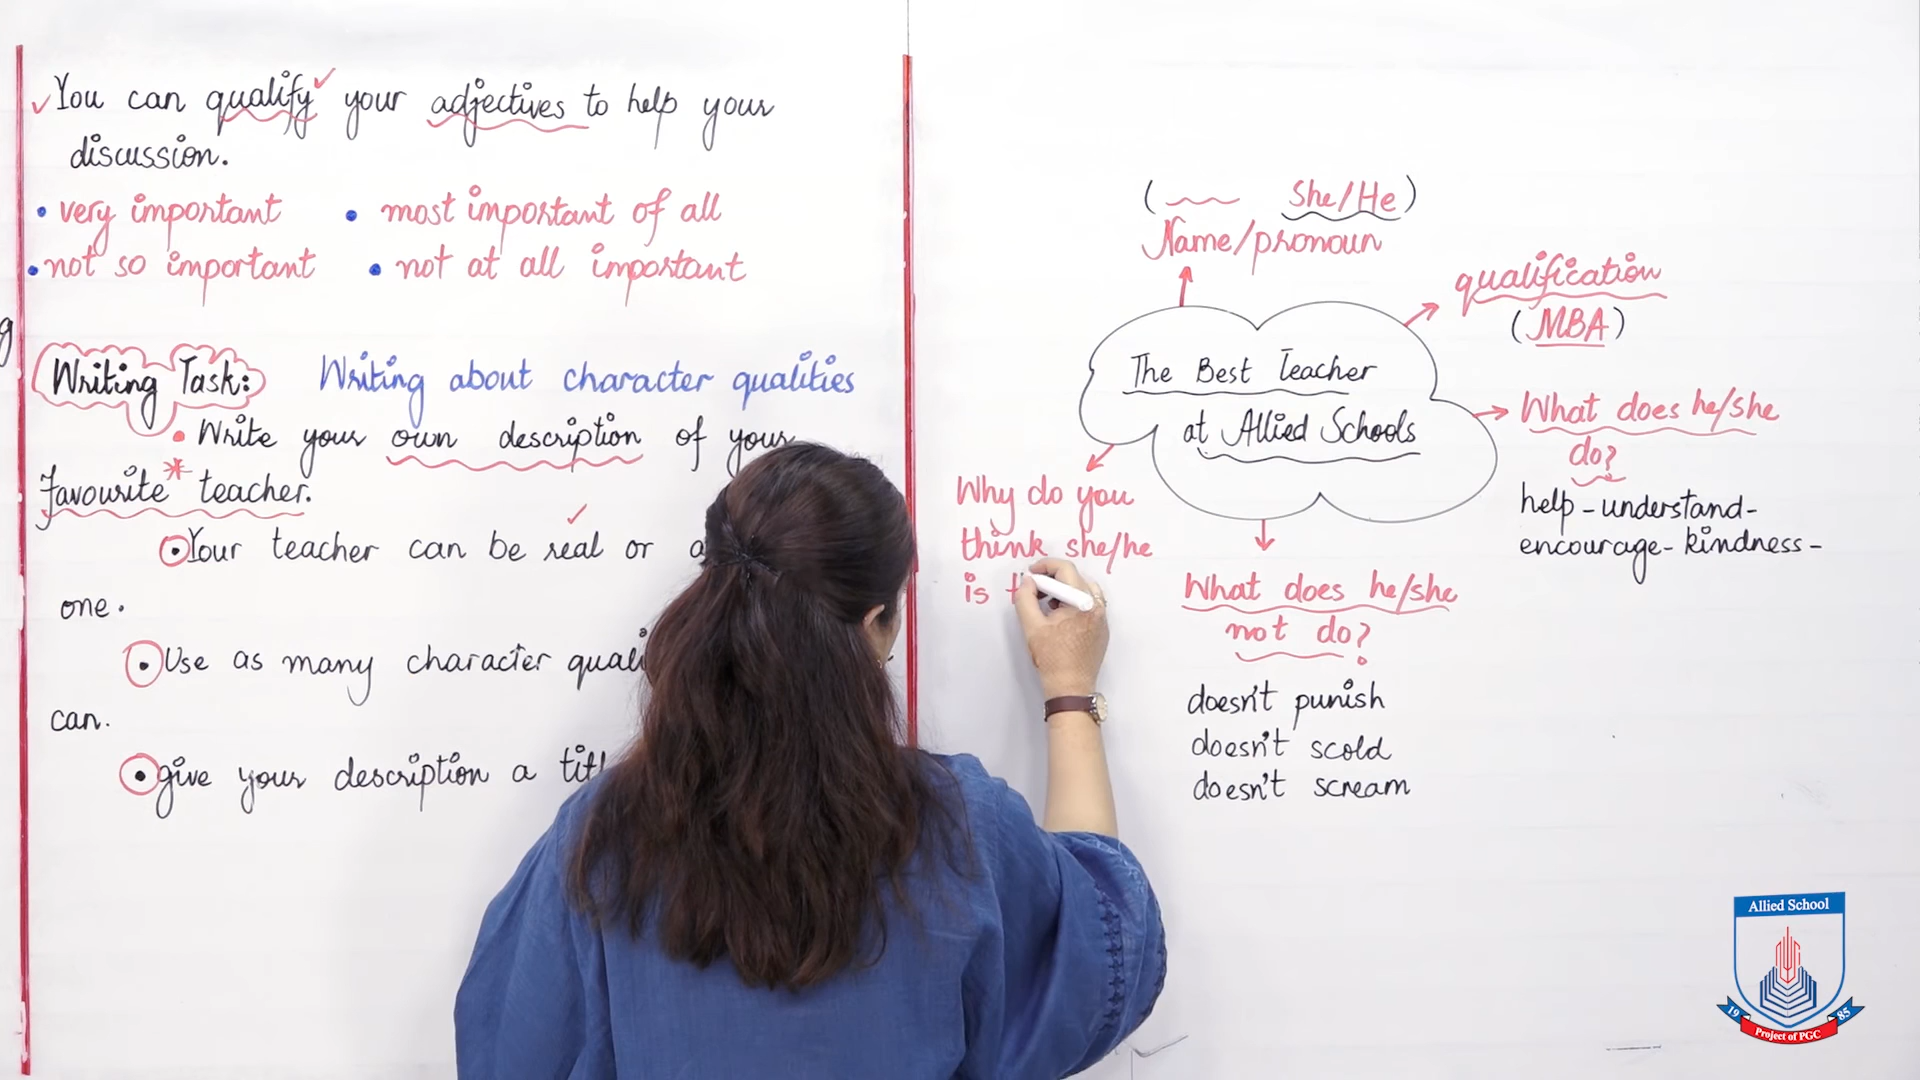 You can qualify your adjectives to help your
discussion.
• very important • most important of all
• not so important • not at all important
Writing Task: Writing about character qualities
• Write your own description of your
favourite* teacher.
• Your teacher can be real or
one.
• Use as many character
can.
• give your description a
(She/He)
Name/pronoun
qualification
(MBA)
The Best Teacher
at Allied Schools
What does he/she
do?
help - understand -
encourage - kindness -
What does he/she
not do?
doesn't punish
doesn't scold
doesn't scream
Why do you
think she/he
is
Allied School
19 85
Project of PGC